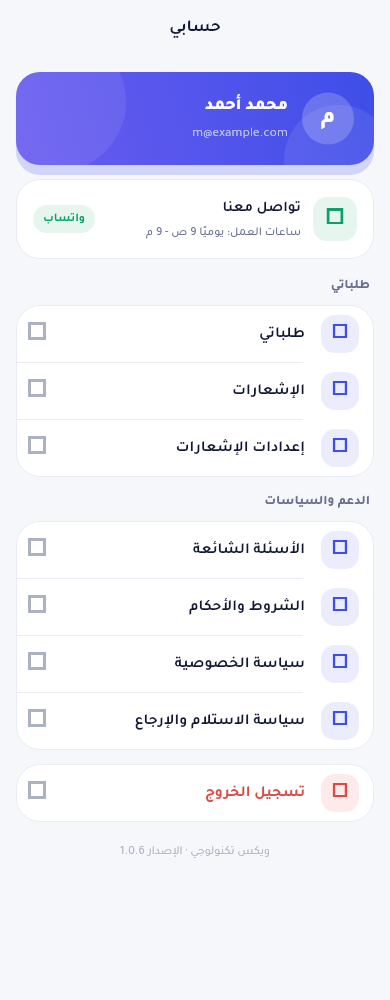 حسابي
م
محمد أحمد
m@example.com
تواصل معنا
ساعات العمل: يوميًا 9 ص - 9 م
واتساب
طلباتي
طلباتي
الإشعارات
إعدادات الإشعارات
الدعم والسياسات
الأسئلة الشائعة
الشروط والأحكام
سياسة الخصوصية
سياسة الاستلام والإرجاع
تسجيل الخروج
ويكس تكنولوجي · الإصدار 1.0.6